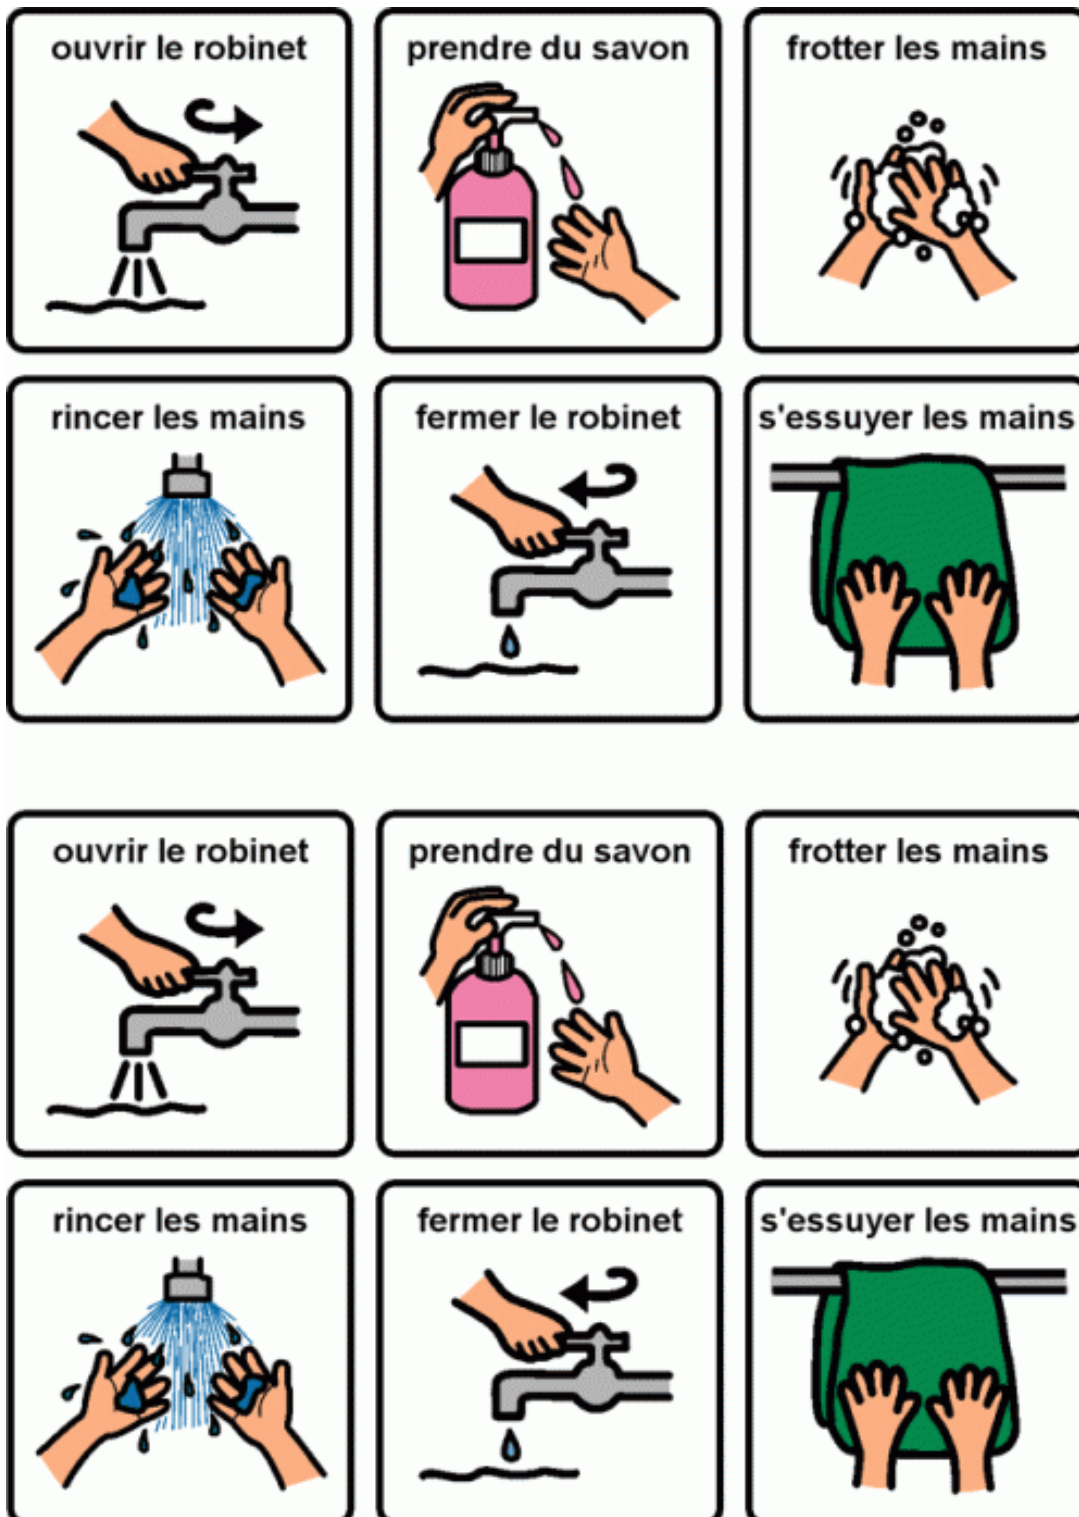 ouvrir le robinet
prendre du savon
frotter les mains
rincer les mains
fermer le robinet
s'essuyer les mains
ouvrir le robinet
prendre du savon
frotter les mains
rincer les mains
fermer le robinet
s'essuyer les mains